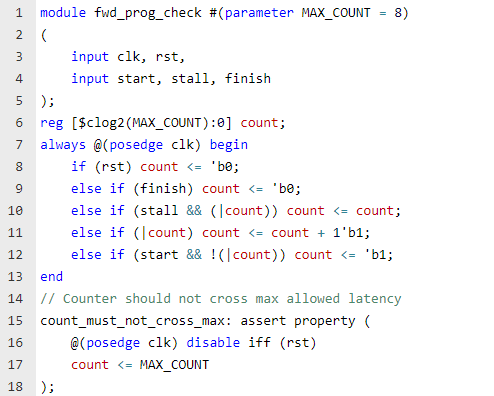 1 module fwd_prog_check #(parameter MAX_COUNT = 8)
2 (
3 input clk, rst,
4 input start, stall, finish
5 );
6 reg [$clog2(MAX_COUNT):0] count;
7 always @(posedge clk) begin
8 if (rst) count <= 'b0;
9 else if (finish) count <= 'b0;
10 else if (stall && (|count)) count <= count;
11 else if (|count) count <= count + 1'b1;
12 else if (start && !(|count)) count <= 'b1;
13 end
14 // Counter should not cross max allowed latency
15 count_must_not_cross_max: assert property (
16 @(posedge clk) disable iff (rst)
17 count <= MAX_COUNT
18 );